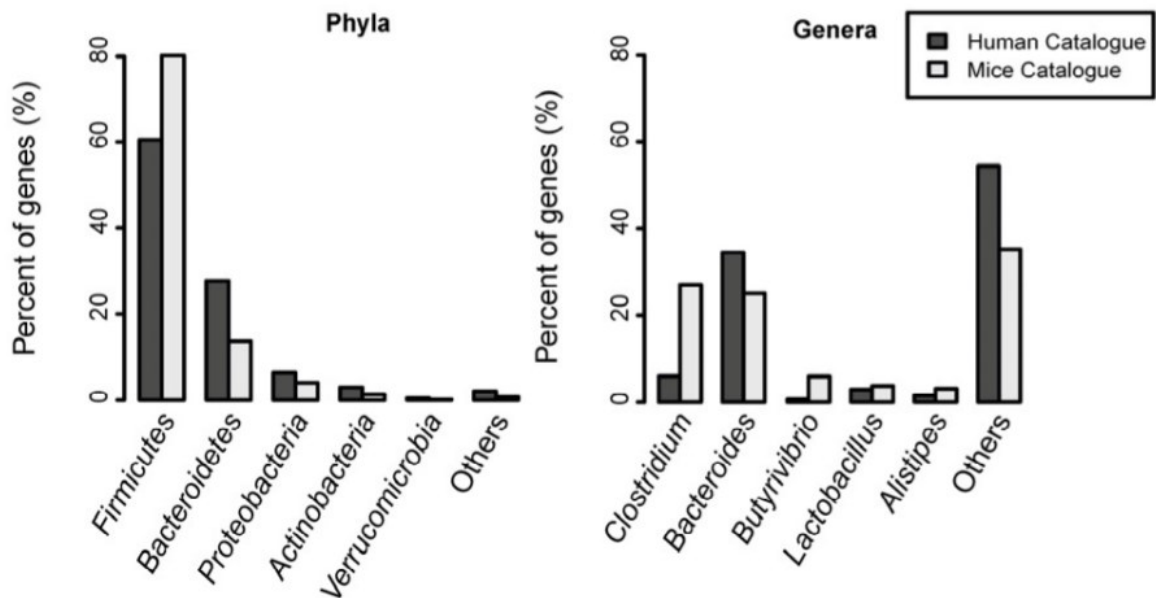 Phyla
Percent of genes (%)
80
60
40
20
0
Firmicutes
Bacteroidetes
Proteobacteria
Actinobacteria
Verrucomicrobia
Others
Genera
Human Catalogue
Mice Catalogue
Percent of genes (%)
80
60
40
20
0
Clostridium
Bacteroides
Butyrivibrio
Lactobacillus
Alistipes
Others